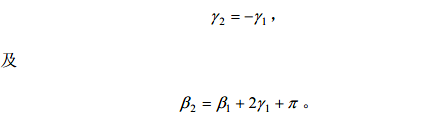 γ₂ = −γ₁，
及
β₂ = β₁ + 2γ₁ + π 。